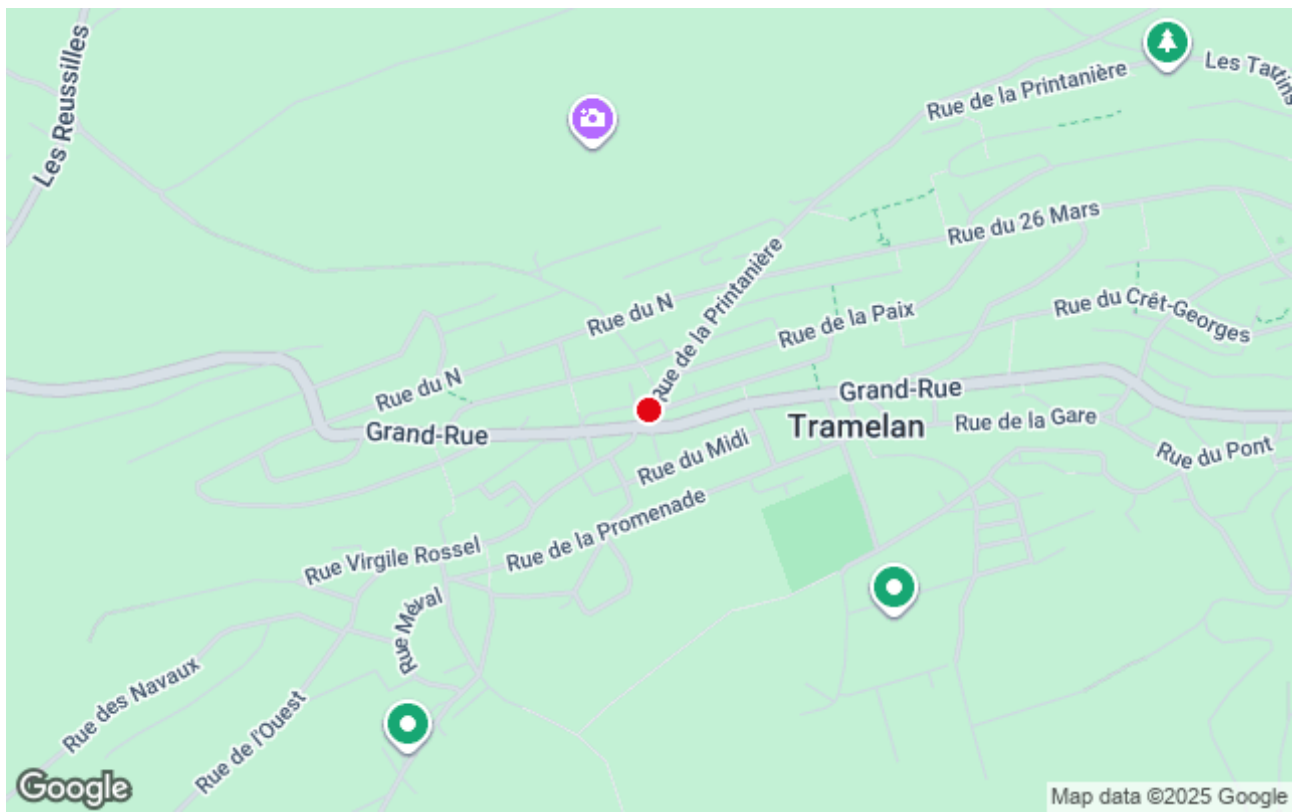 Les Reussilles
Rue de la Printanière
Les Tartins
Rue du 26 Mars
Rue de la Printanière
Rue du N
Rue de la Paix
Rue du Crêt-Georges
Rue du N
Grand-Rue
Grand-Rue
Tramelan
Rue de la Gare
Rue du Midi
Rue du Pont
Rue de la Promenade
Rue Virgile Rossel
Rue Méval
Rue des Navaux
Rue de l'Ouest
Google
Map data ©2025 Google